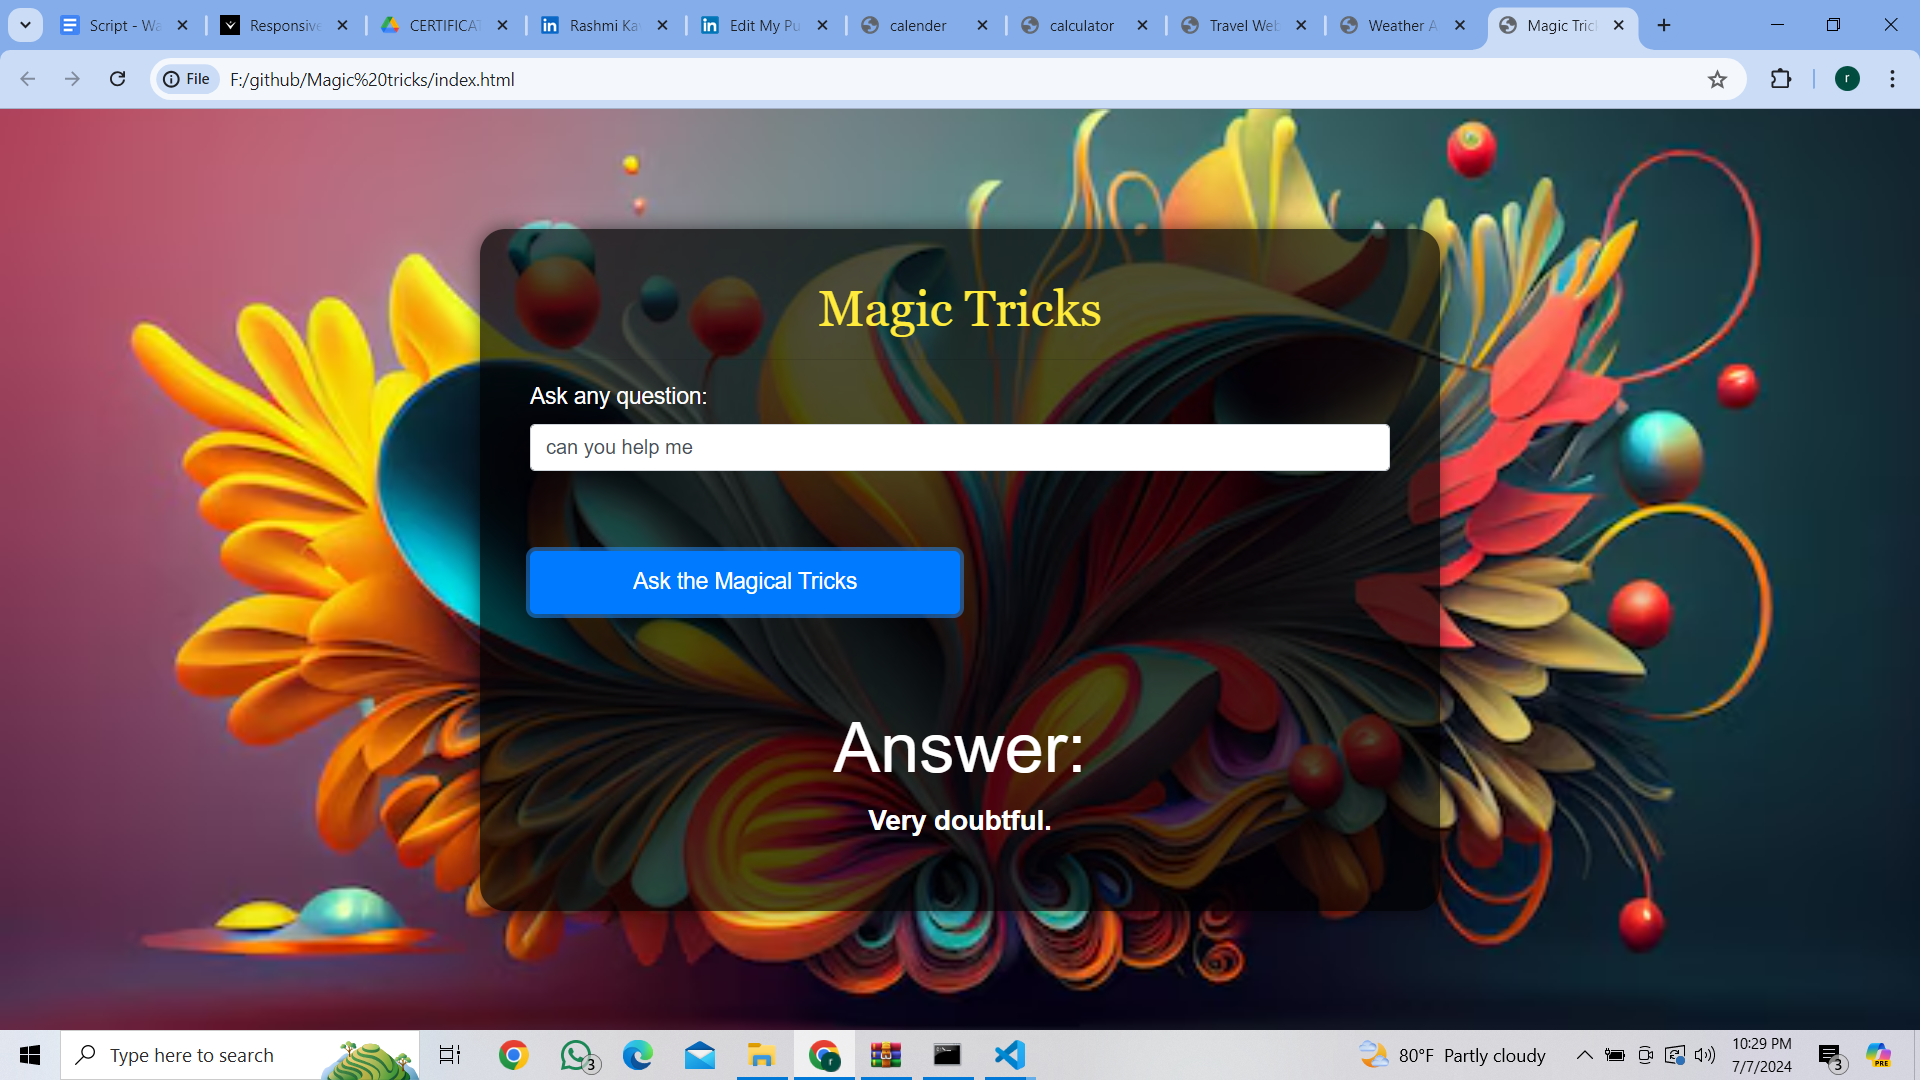 Script - Wa
Responsive
CERTIFICAT
Rashmi Ka
Edit My Pu
calender
calculator
Travel Web
Weather A
Magic Tric
File
F:/github/Magic%20tricks/index.html
r
Magic Tricks
Ask any question:
can you help me
Ask the Magical Tricks
Answer:
Very doubtful.
Type here to search
3
r
80°F Partly cloudy
10:29 PM
7/7/2024
3
PRE